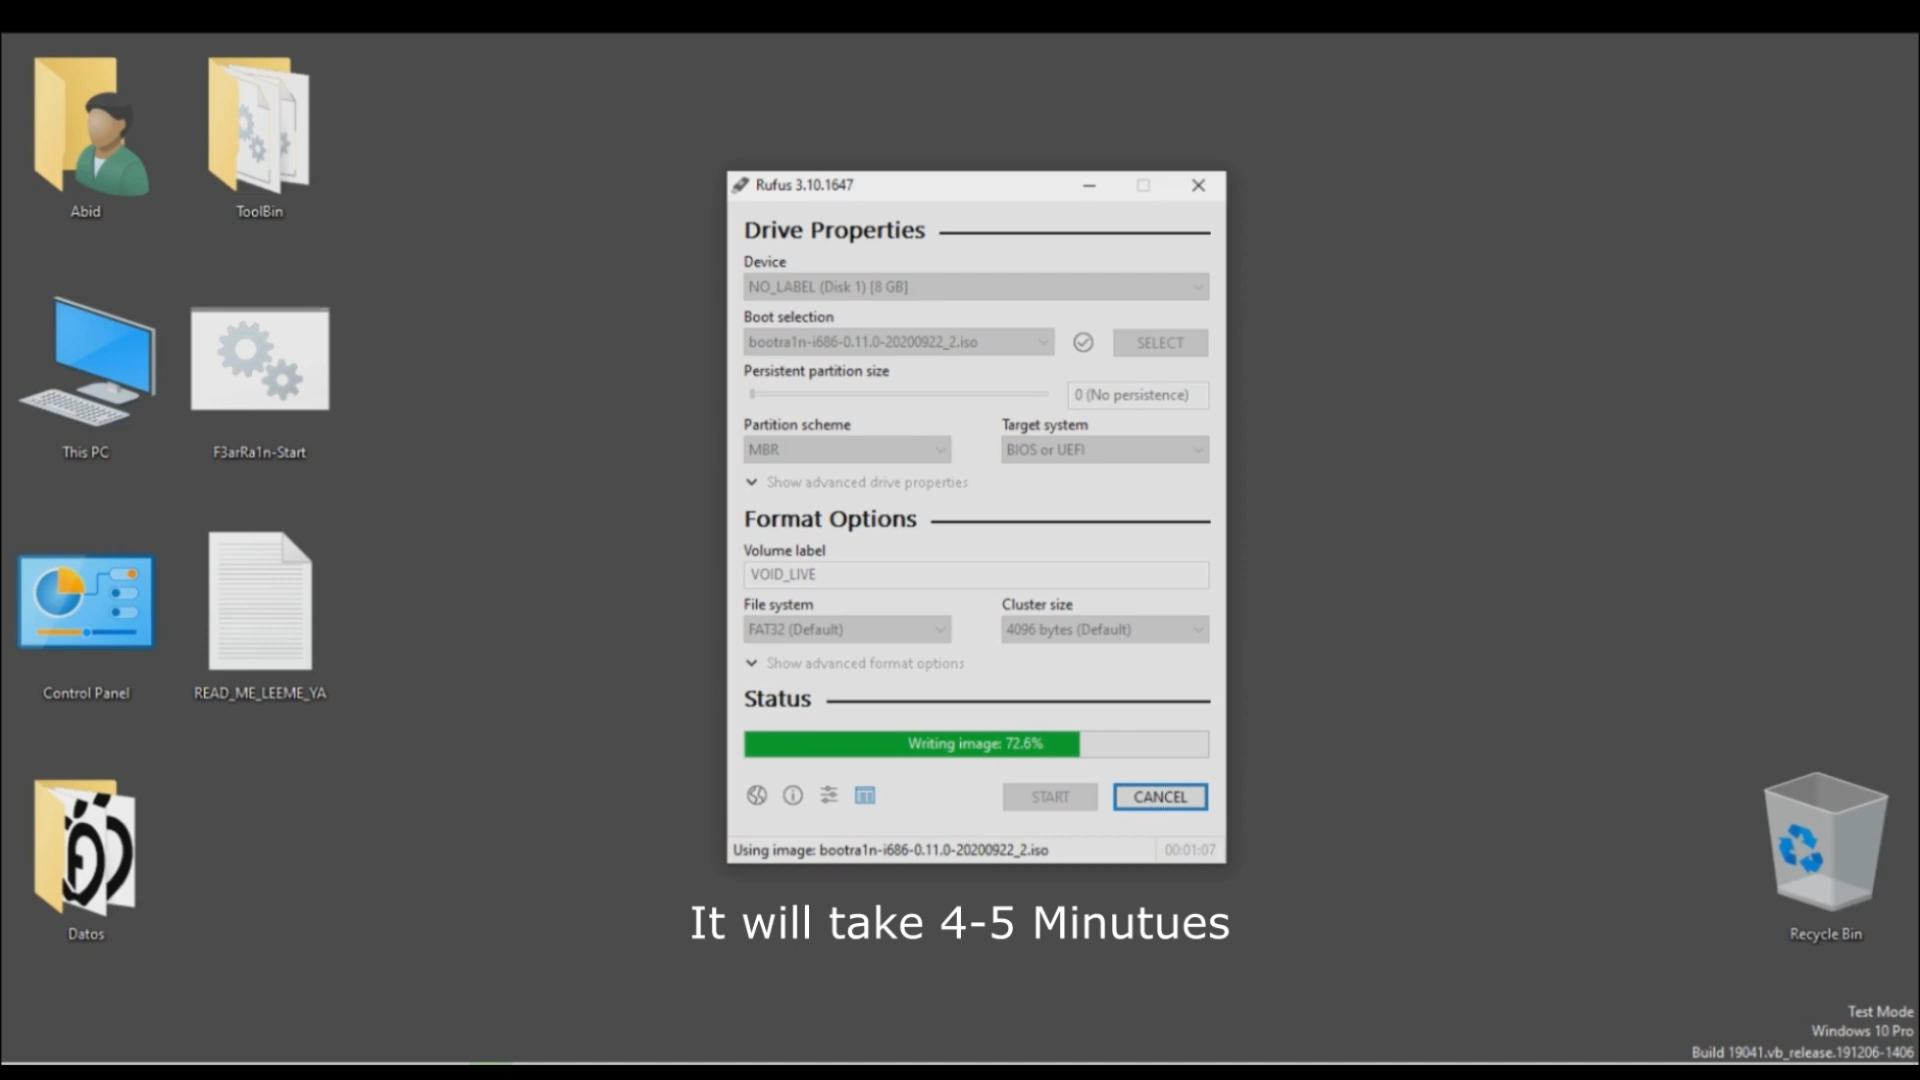 Abid
ToolBin
This PC
F3arRa1n-Start
Control Panel
READ_ME_LEEME_YA
Datos
Rufus 3.10.1647
Drive Properties
Device
NO_LABEL (Disk 1) [8 GB]
Boot selection
bootra1n-i686-0.11.0-20200922_2.iso
SELECT
Persistent partition size
0 (No persistence)
Partition scheme
Target system
MBR
BIOS or UEFI
Show advanced drive properties
Format Options
Volume label
VOID_LIVE
File system
Cluster size
FAT32 (Default)
4096 bytes (Default)
Show advanced format options
Status
Writing image: 72.6%
START
CANCEL
Using image: bootra1n-i686-0.11.0-20200922_2.iso
00:01:07
It will take 4-5 Minutues
Recycle Bin
Test Mode
Windows 10 Pro
Build 19041.vb_release.191206-1406